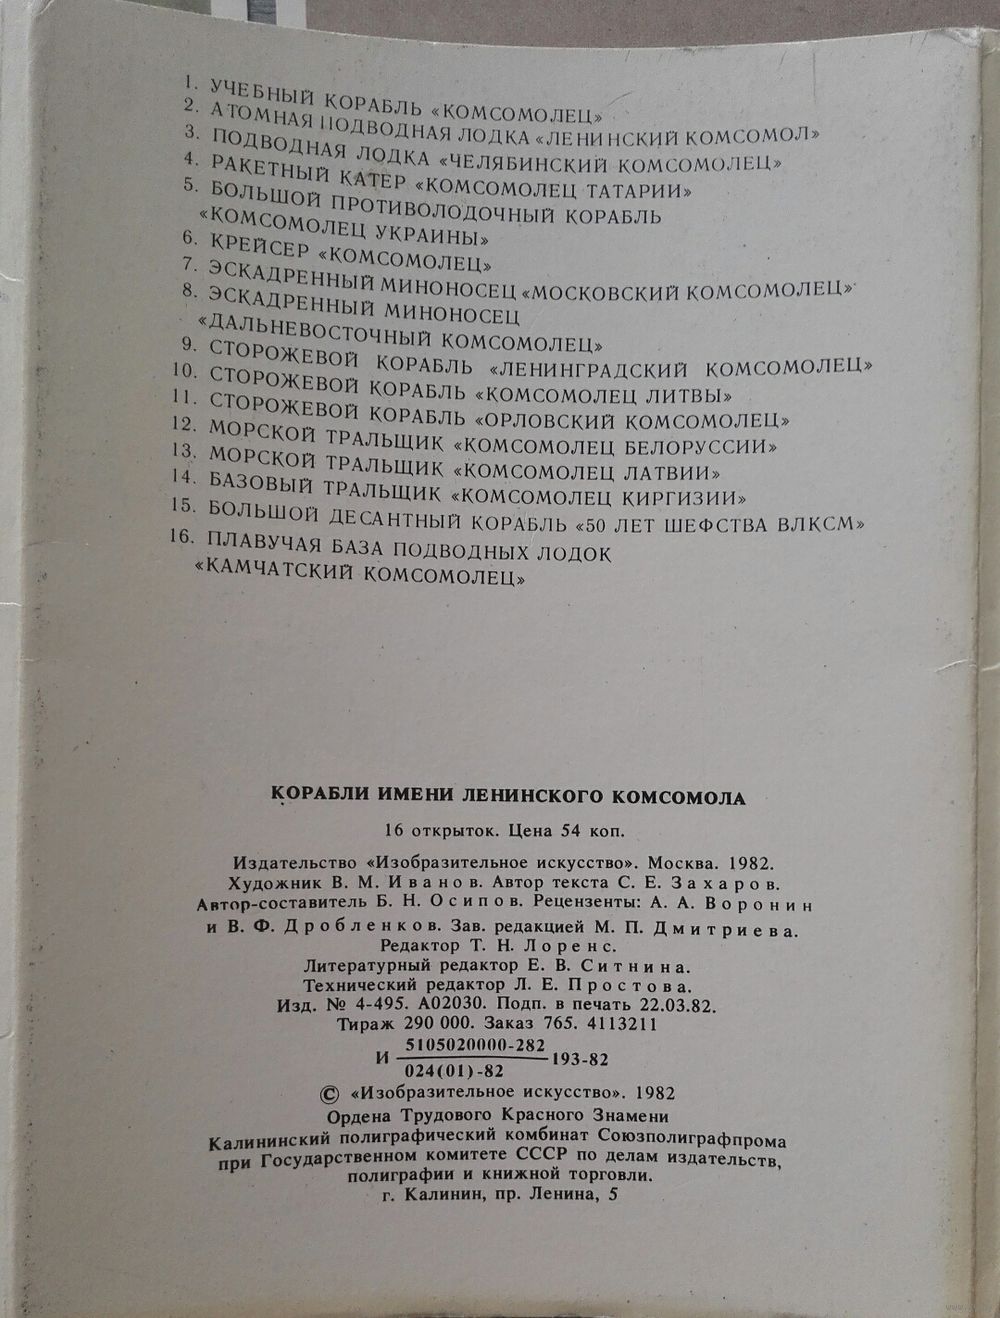 1. УЧЕБНЫЙ КОРАБЛЬ «КОМСОМОЛЕЦ»
2. АТОМНАЯ ПОДВОДНАЯ ЛОДКА «ЛЕНИНСКИЙ КОМСОМОЛ»
3. ПОДВОДНАЯ ЛОДКА «ЧЕЛЯБИНСКИЙ КОМСОМОЛЕЦ»
4. РАКЕТНЫЙ КАТЕР «КОМСОМОЛЕЦ ТАТАРИИ»
5. БОЛЬШОЙ ПРОТИВОЛОДОЧНЫЙ КОРАБЛЬ
«КОМСОМОЛЕЦ УКРАИНЫ»
6. КРЕЙСЕР «КОМСОМОЛЕЦ»
7. ЭСКАДРЕННЫЙ МИНОНОСЕЦ «МОСКОВСКИЙ КОМСОМОЛЕЦ»
8. ЭСКАДРЕННЫЙ МИНОНОСЕЦ
«ДАЛЬНЕВОСТОЧНЫЙ КОМСОМОЛЕЦ»
9. СТОРОЖЕВОЙ КОРАБЛЬ «ЛЕНИНГРАДСКИЙ КОМСОМОЛЕЦ»
10. СТОРОЖЕВОЙ КОРАБЛЬ «КОМСОМОЛЕЦ ЛИТВЫ»
11. СТОРОЖЕВОЙ КОРАБЛЬ «ОРЛОВСКИЙ КОМСОМОЛЕЦ»
12. МОРСКОЙ ТРАЛЬЩИК «КОМСОМОЛЕЦ БЕЛОРУССИИ»
13. МОРСКОЙ ТРАЛЬЩИК «КОМСОМОЛЕЦ ЛАТВИИ»
14. БАЗОВЫЙ ТРАЛЬЩИК «КОМСОМОЛЕЦ КИРГИЗИИ»
15. БОЛЬШОЙ ДЕСАНТНЫЙ КОРАБЛЬ «50 ЛЕТ ШЕФСТВА ВЛКСМ»
16. ПЛАВУЧАЯ БАЗА ПОДВОДНЫХ ЛОДОК
«КАМЧАТСКИЙ КОМСОМОЛЕЦ»
КОРАБЛИ ИМЕНИ ЛЕНИНСКОГО КОМСОМОЛА
16 открыток. Цена 54 коп.
Издательство «Изобразительное искусство». Москва. 1982.
Художник В. М. Иванов. Автор текста С. Е. Захаров.
Автор-составитель Б. Н. Осипов. Рецензенты: А. А. Воронин
и В. Ф. Дробленков. Зав. редакцией М. П. Дмитриева.
Редактор Т. Н. Лоренс.
Литературный редактор Е. В. Ситнина.
Технический редактор Л. Е. Простова.
Изд. № 4-495. А02030. Подп. в печать 22.03.82.
Тираж 290 000. Заказ 765. 4113211
5105020000-282
И 193-82
024(01)-82
© «Изобразительное искусство». 1982
Ордена Трудового Красного Знамени
Калининский полиграфический комбинат Союзполиграфпрома
при Государственном комитете СССР по делам издательств,
полиграфии и книжной торговли.
г. Калинин, пр. Ленина, 5